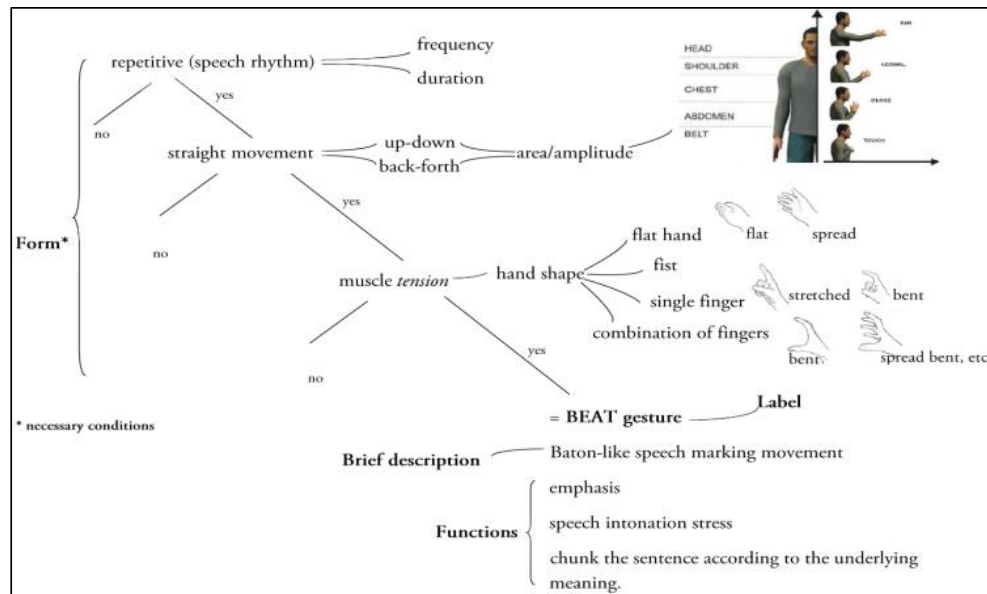 frequency
repetitive (speech rhythm)
duration
yes
no
straight movement
up-down
back-forth
area/amplitude
HEAD
SHOULDER
CHEST
ABDOMEN
BELT
FAR
NORMAL
TOUCH
yes
no
Form*
muscle tension
hand shape
flat hand
flat
spread
fist
single finger
stretched
bent
combination of fingers
bent,
spread bent, etc
yes
no
* necessary conditions
= BEAT gesture
Label
Brief description
Baton-like speech marking movement
Functions
emphasis
speech intonation stress
chunk the sentence according to the underlying
meaning.